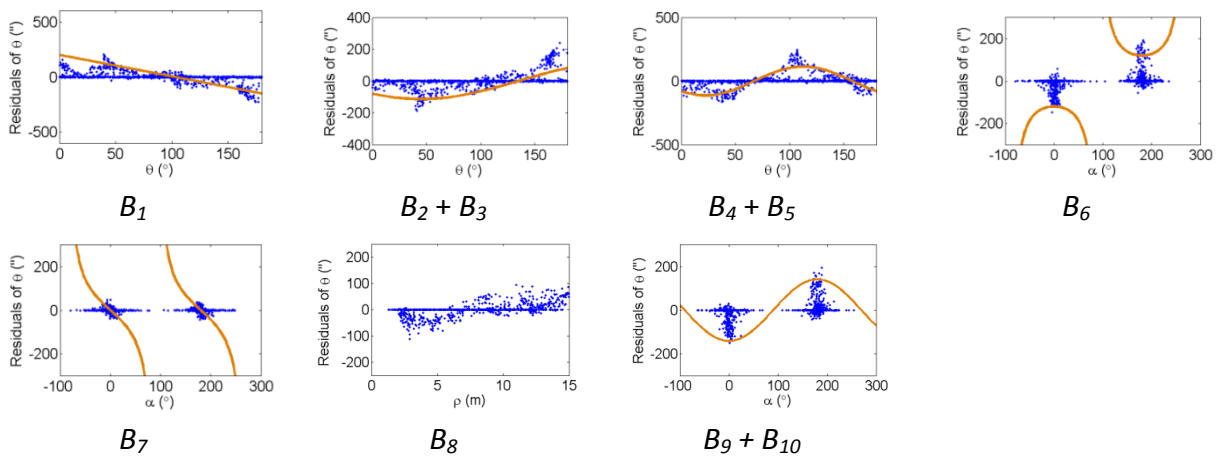 Residuals of θ (")
500
0
-500
0 50 100 150
θ (°)
B1
Residuals of θ (")
400
200
0
-200
-400
0 50 100 150
θ (°)
B2 + B3
Residuals of θ (")
500
0
-500
0 50 100 150
θ (°)
B4 + B5
Residuals of θ (")
200
0
-200
-100 0 100 200 300
α (°)
B6
Residuals of θ (")
200
0
-200
-100 0 100 200 300
α (°)
B7
Residuals of θ (")
200
0
-200
0 5 10 15
ρ (m)
B8
Residuals of θ (")
200
0
-200
-100 0 100 200 300
α (°)
B9 + B10